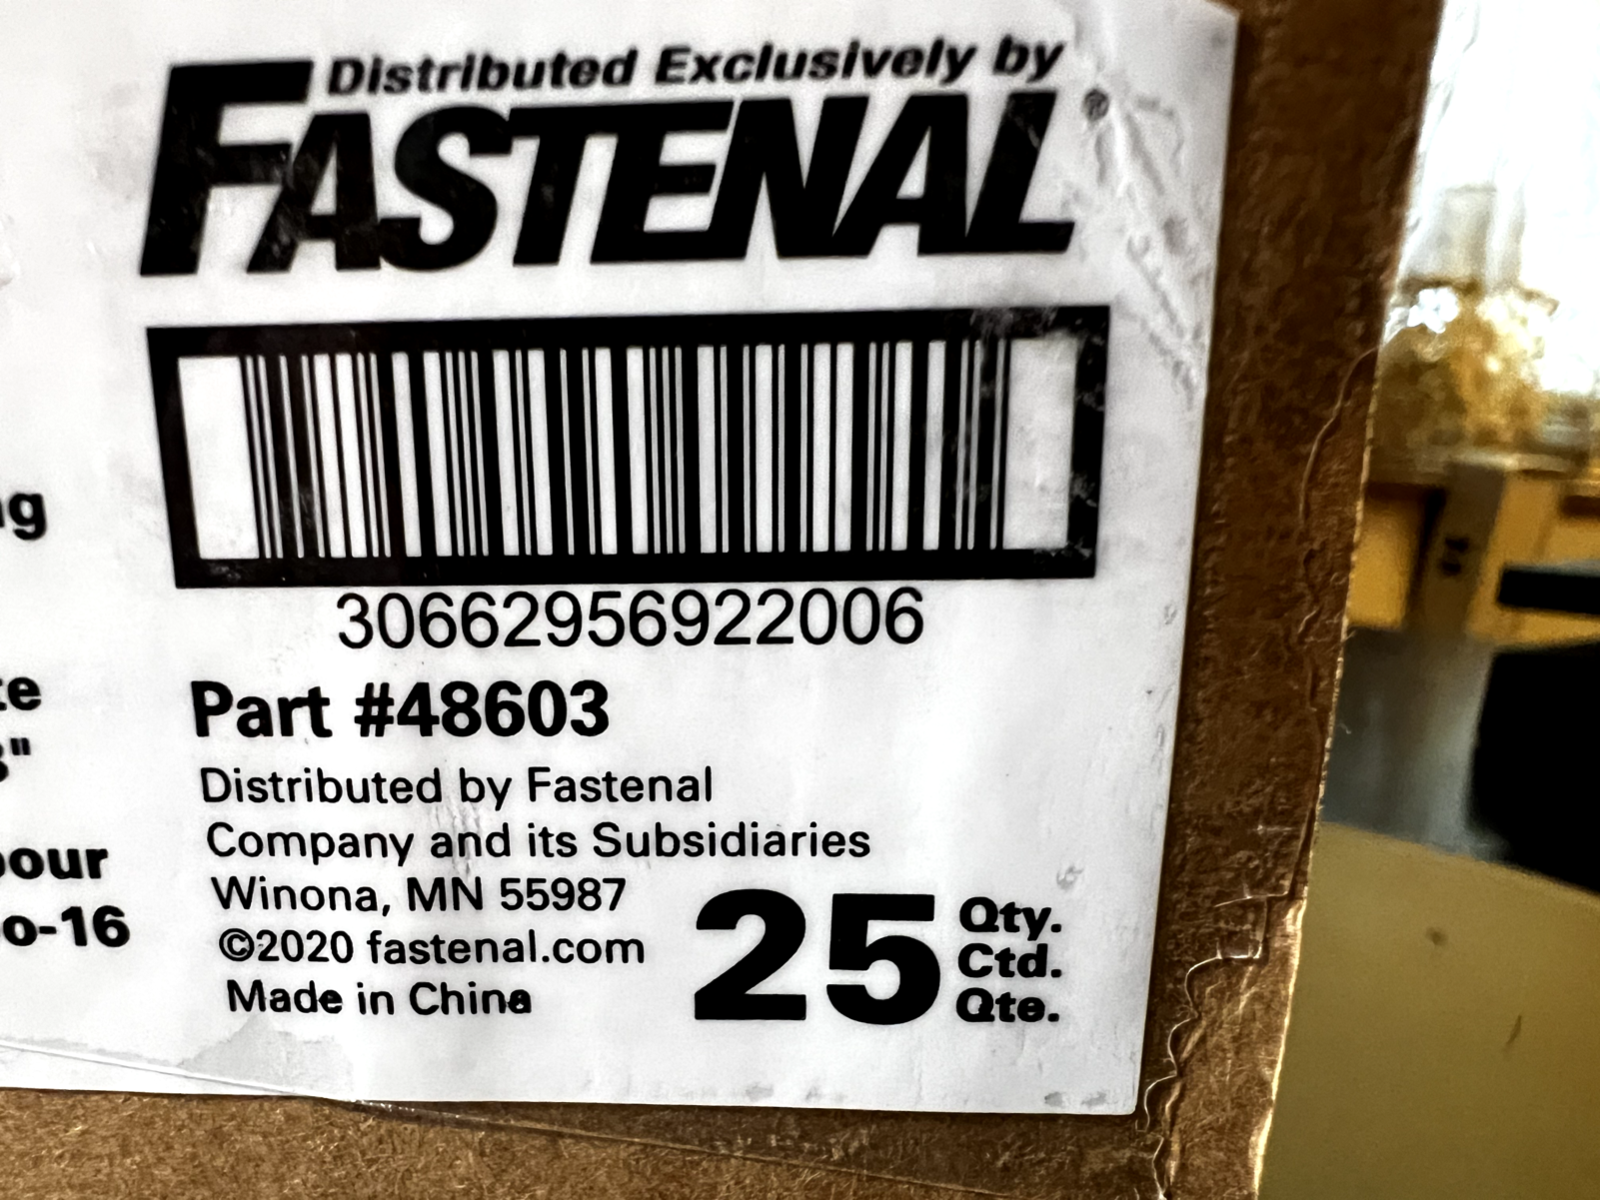 Distributed Exclusively by
FASTENAL®
30662956922006
Part #48603
Distributed by Fastenal
Company and its Subsidiaries
Winona, MN 55987
©2020 fastenal.com
Made in China
25 Qty.
Ctd.
Qte.